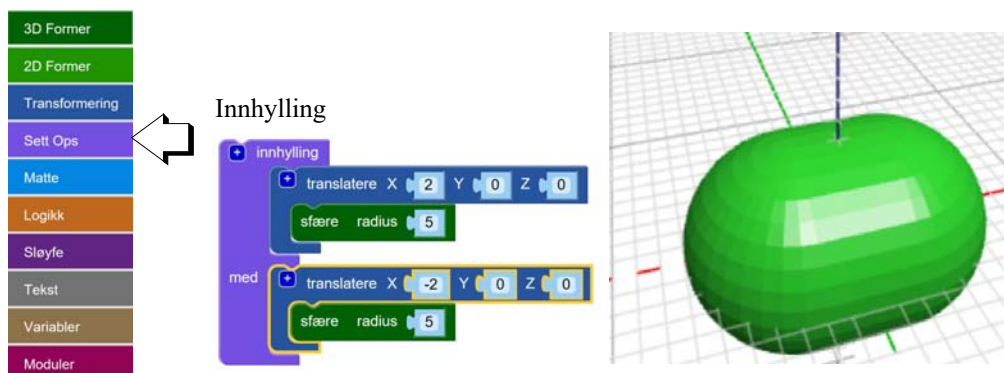 3D Former
2D Former
Transformering
Sett Ops
Matte
Logikk
Sløyfe
Tekst
Variabler
Moduler
Innhylling
+ innhylling
+ translatere X 2 Y 0 Z 0
sfære radius 5
med + translatere X -2 Y 0 Z 0
sfære radius 5